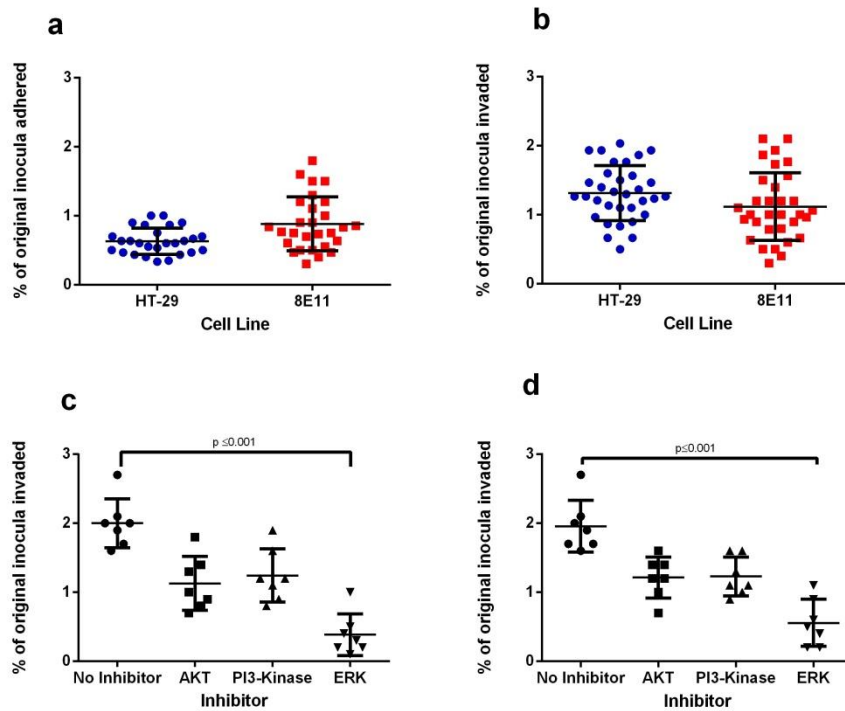 a
% of original inocula adhered
3
2
1
0
HT-29 8E11
Cell Line
b
% of original inocula invaded
3
2
1
0
HT-29 8E11
Cell Line
c
% of original inocula invaded
p ≤0.001
3
2
1
0
No Inhibitor AKT PI3-Kinase ERK
Inhibitor
d
% of original inocula invaded
p≤0.001
3
2
1
0
No Inhibitor AKT PI3-Kinase ERK
Inhibitor